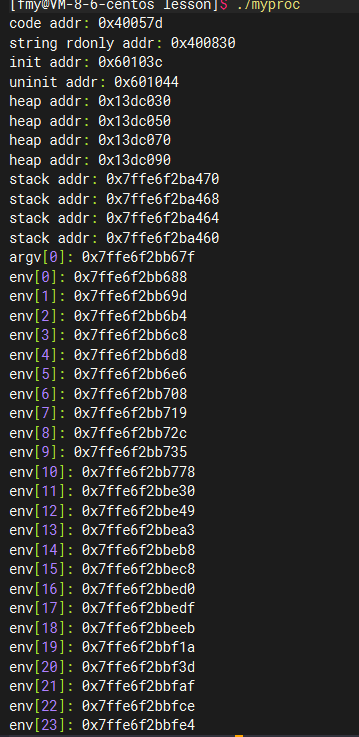 [fmy@VM-8-6-centos lesson]$ ./myproc
code addr: 0x40057d
string rdonly addr: 0x400830
init addr: 0x60103c
uninit addr: 0x601044
heap addr: 0x13dc030
heap addr: 0x13dc050
heap addr: 0x13dc070
heap addr: 0x13dc090
stack addr: 0x7ffe6f2ba470
stack addr: 0x7ffe6f2ba468
stack addr: 0x7ffe6f2ba464
stack addr: 0x7ffe6f2ba460
argv[0]: 0x7ffe6f2bb67f
env[0]: 0x7ffe6f2bb688
env[1]: 0x7ffe6f2bb69d
env[2]: 0x7ffe6f2bb6b4
env[3]: 0x7ffe6f2bb6c8
env[4]: 0x7ffe6f2bb6d8
env[5]: 0x7ffe6f2bb6e6
env[6]: 0x7ffe6f2bb708
env[7]: 0x7ffe6f2bb719
env[8]: 0x7ffe6f2bb72c
env[9]: 0x7ffe6f2bb735
env[10]: 0x7ffe6f2bb778
env[11]: 0x7ffe6f2bbe30
env[12]: 0x7ffe6f2bbe49
env[13]: 0x7ffe6f2bbea3
env[14]: 0x7ffe6f2bbeb8
env[15]: 0x7ffe6f2bbec8
env[16]: 0x7ffe6f2bbed0
env[17]: 0x7ffe6f2bbedf
env[18]: 0x7ffe6f2bbeeb
env[19]: 0x7ffe6f2bbf1a
env[20]: 0x7ffe6f2bbf3d
env[21]: 0x7ffe6f2bbfaf
env[22]: 0x7ffe6f2bbfce
env[23]: 0x7ffe6f2bbfe4